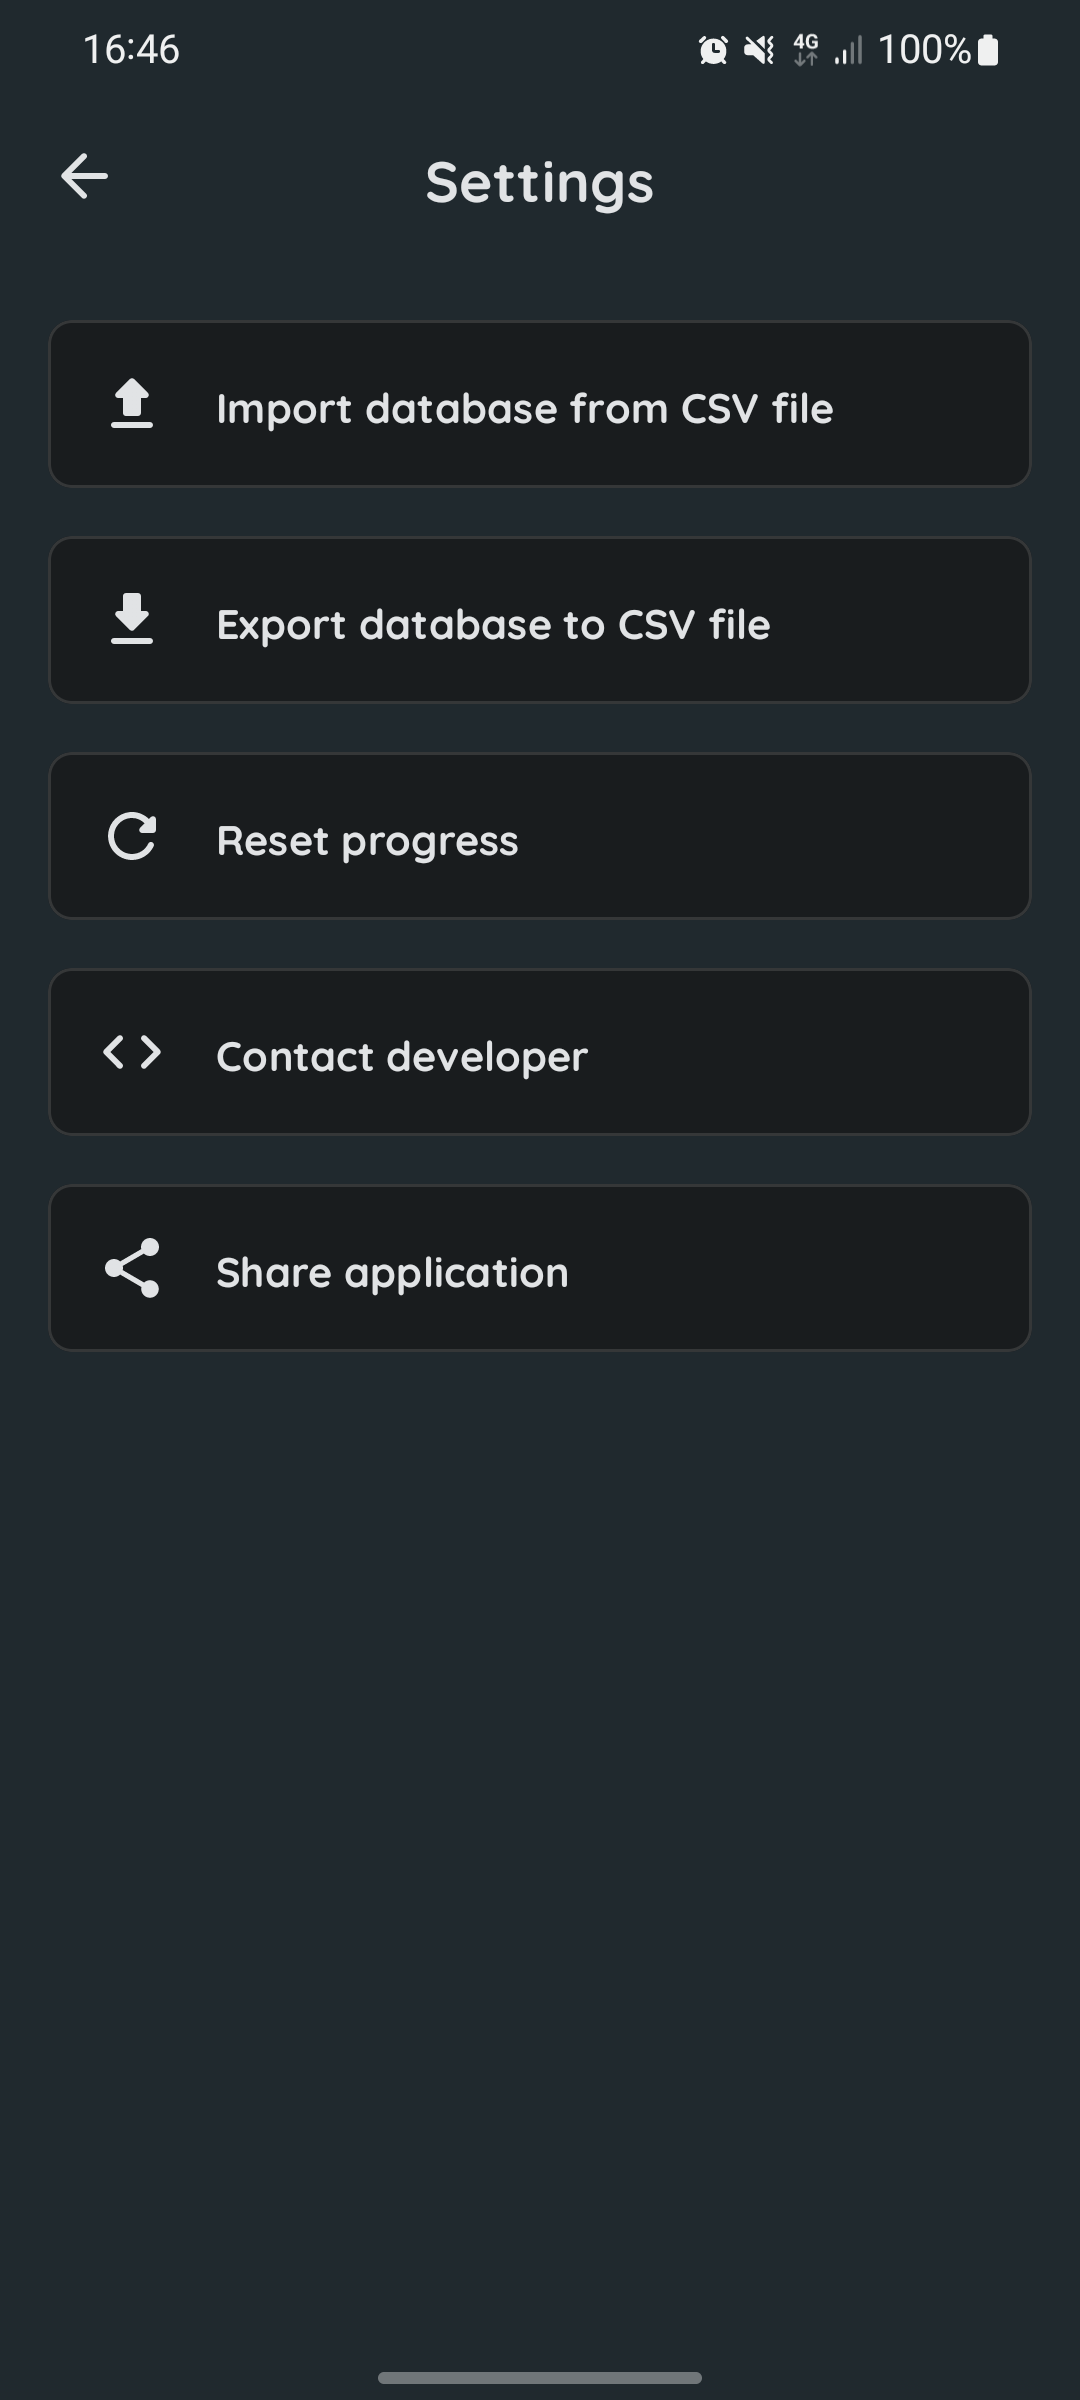 16:46 4G 100%
Settings
Import database from CSV file
Export database to CSV file
Reset progress
Contact developer
Share application